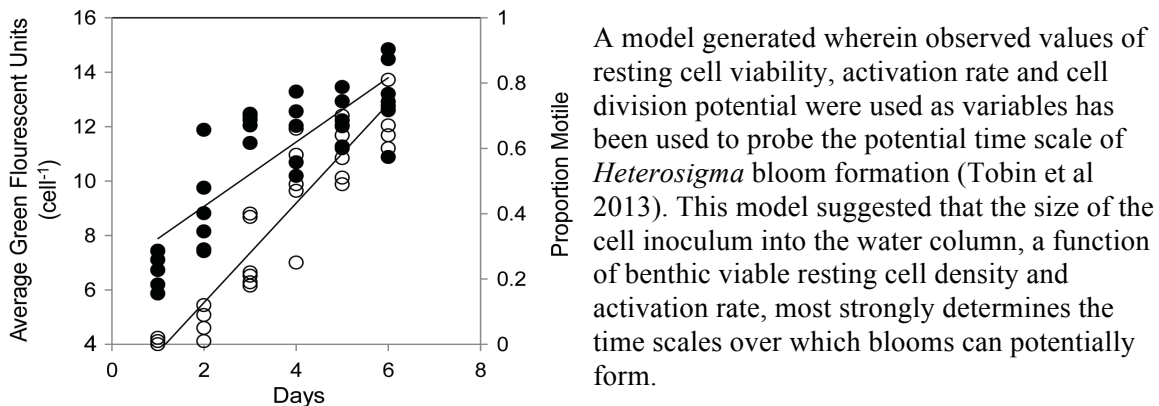 16
14
12
10
8
6
4
Average Green Flourescent Units
(cell-1)
0
2
4
6
8
Days
1
0.8
0.6
0.4
0.2
0
Proportion Motile
A model generated wherein observed values of
resting cell viability, activation rate and cell
division potential were used as variables has
been used to probe the potential time scale of
Heterosigma bloom formation (Tobin et al
2013). This model suggested that the size of the
cell inoculum into the water column, a function
of benthic viable resting cell density and
activation rate, most strongly determines the
time scales over which blooms can potentially
form.